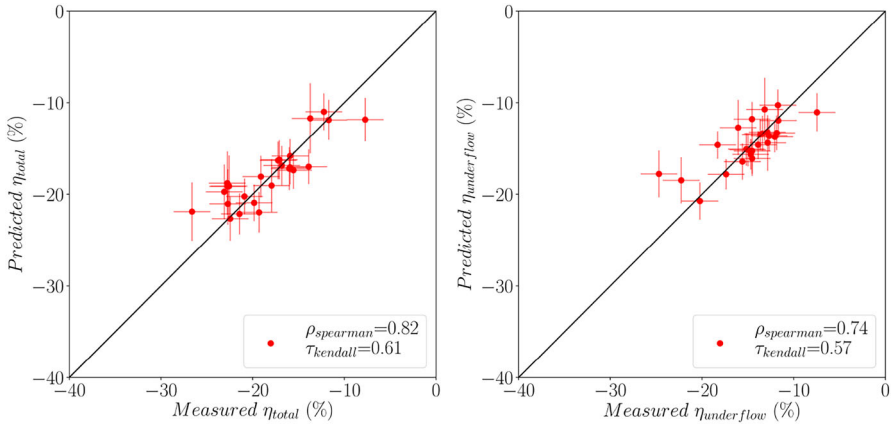 0
−10
−20
−30
−40
−40
−30
−20
−10
0
Predicted η_total (%)
Measured η_total (%)
ρ_spearman=0.82
τ_kendall=0.61
0
−10
−20
−30
−40
−40
−30
−20
−10
0
Predicted η_underflow (%)
Measured η_underflow (%)
ρ_spearman=0.74
τ_kendall=0.57